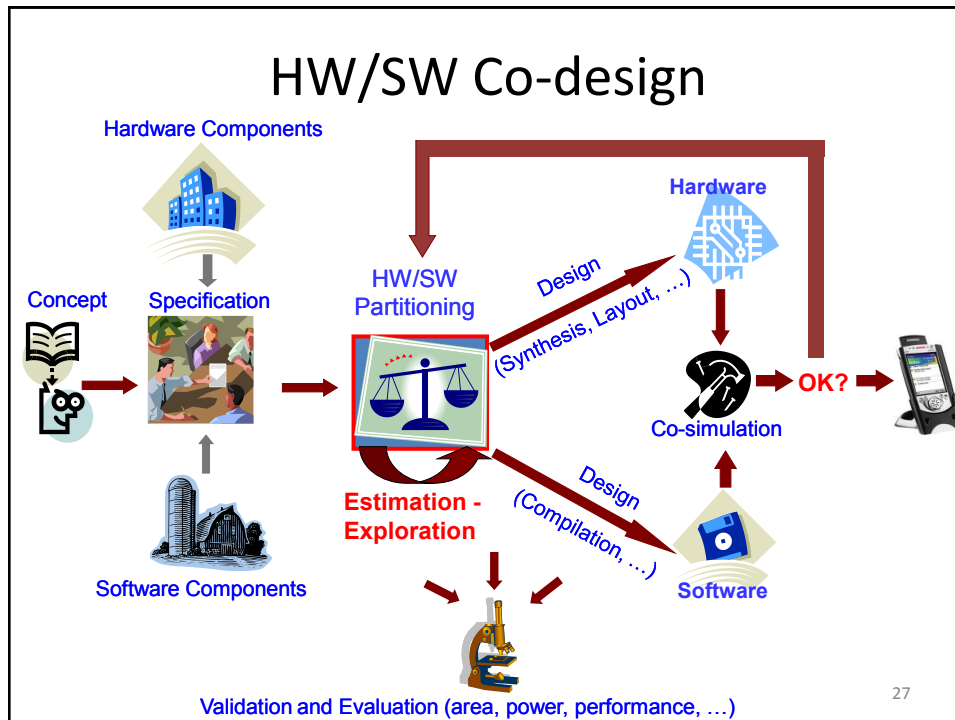 HW/SW Co-design
Hardware Components
Hardware
HW/SW
Partitioning
Design
(Synthesis, Layout, …)
Concept
Specification
OK?
Co-simulation
Estimation -
Exploration
Design
(Compilation, …)
Software Components
Software
Validation and Evaluation (area, power, performance, …)
27